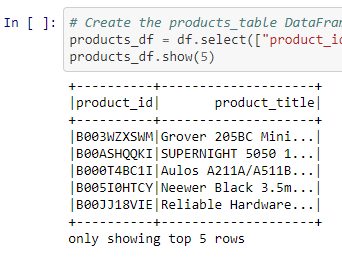 In [ ]:
# Create the products_table DataFram
products_df = df.select(["product_id
products_df.show(5)
+----------+--------------------+
|product_id|       product_title|
+----------+--------------------+
|B003WZXSWM|Grover 205BC Mini...|
|B00ASHQQKI|SUPERNIGHT 5050 1...|
|B000T4BC1I|Aulos A211A/A511B...|
|B005I0HTCY|Neewer Black 3.5m...|
|B00JJ18VIE|Reliable Hardware...|
+----------+--------------------+
only showing top 5 rows